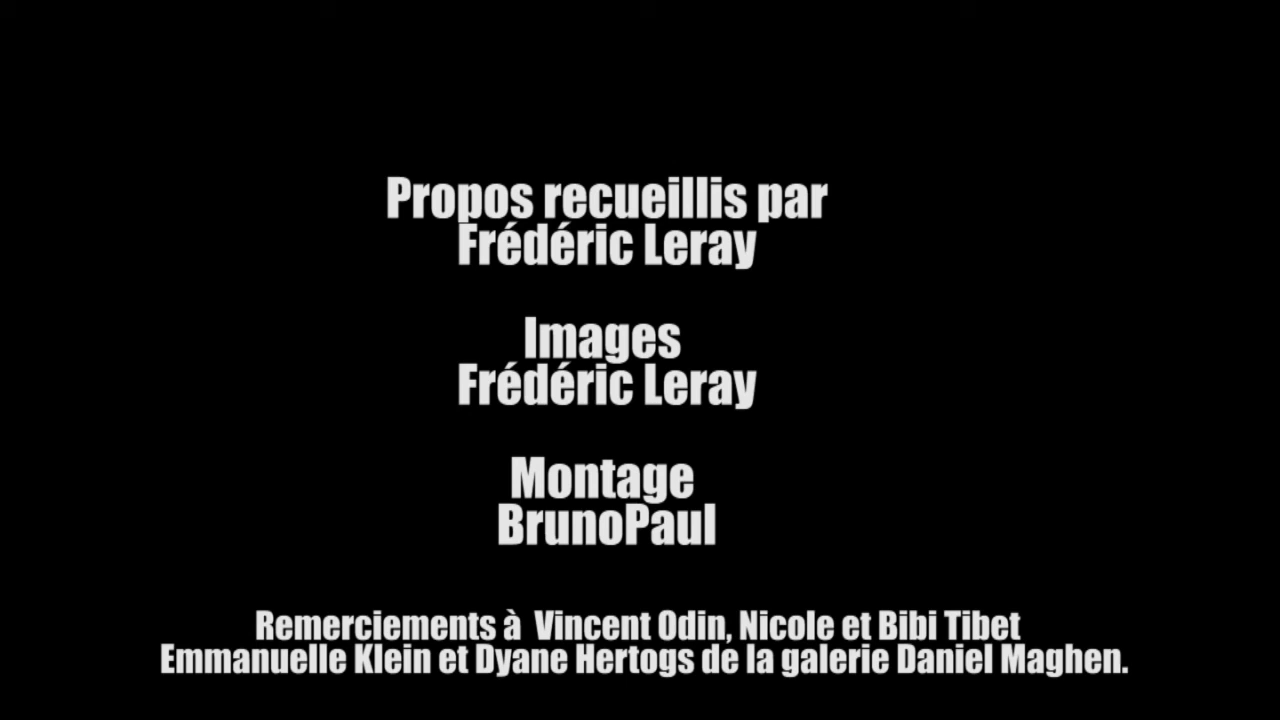 Propos recueillis par
Frédéric Leray
Images
Frédéric Leray
Montage
BrunoPaul
Remerciements à Vincent Odin, Nicole et Bibi Tibet
Emmanuelle Klein et Dyane Hertogs de la galerie Daniel Maghen.